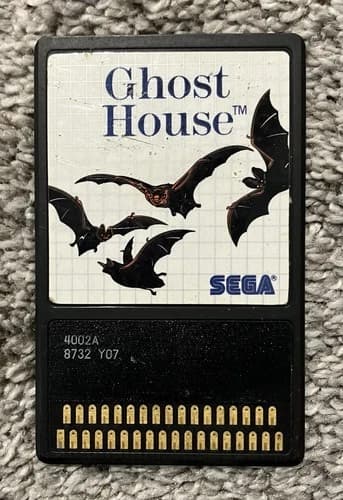 Ghost
House™
SEGA®
4002A
8732 Y07